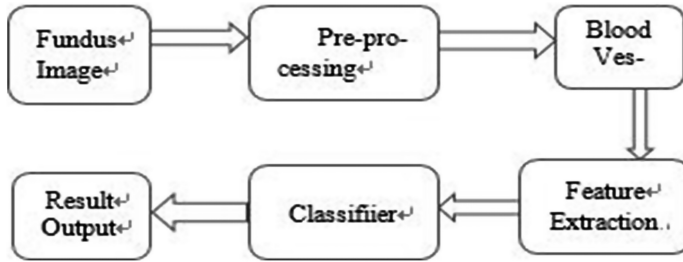 Fundus↵
Image↵
Pre-pro-
cessing↵
Blood
Ves-
Feature↵
Extraction.↓
Classifiier↵
Result↵
Output↵